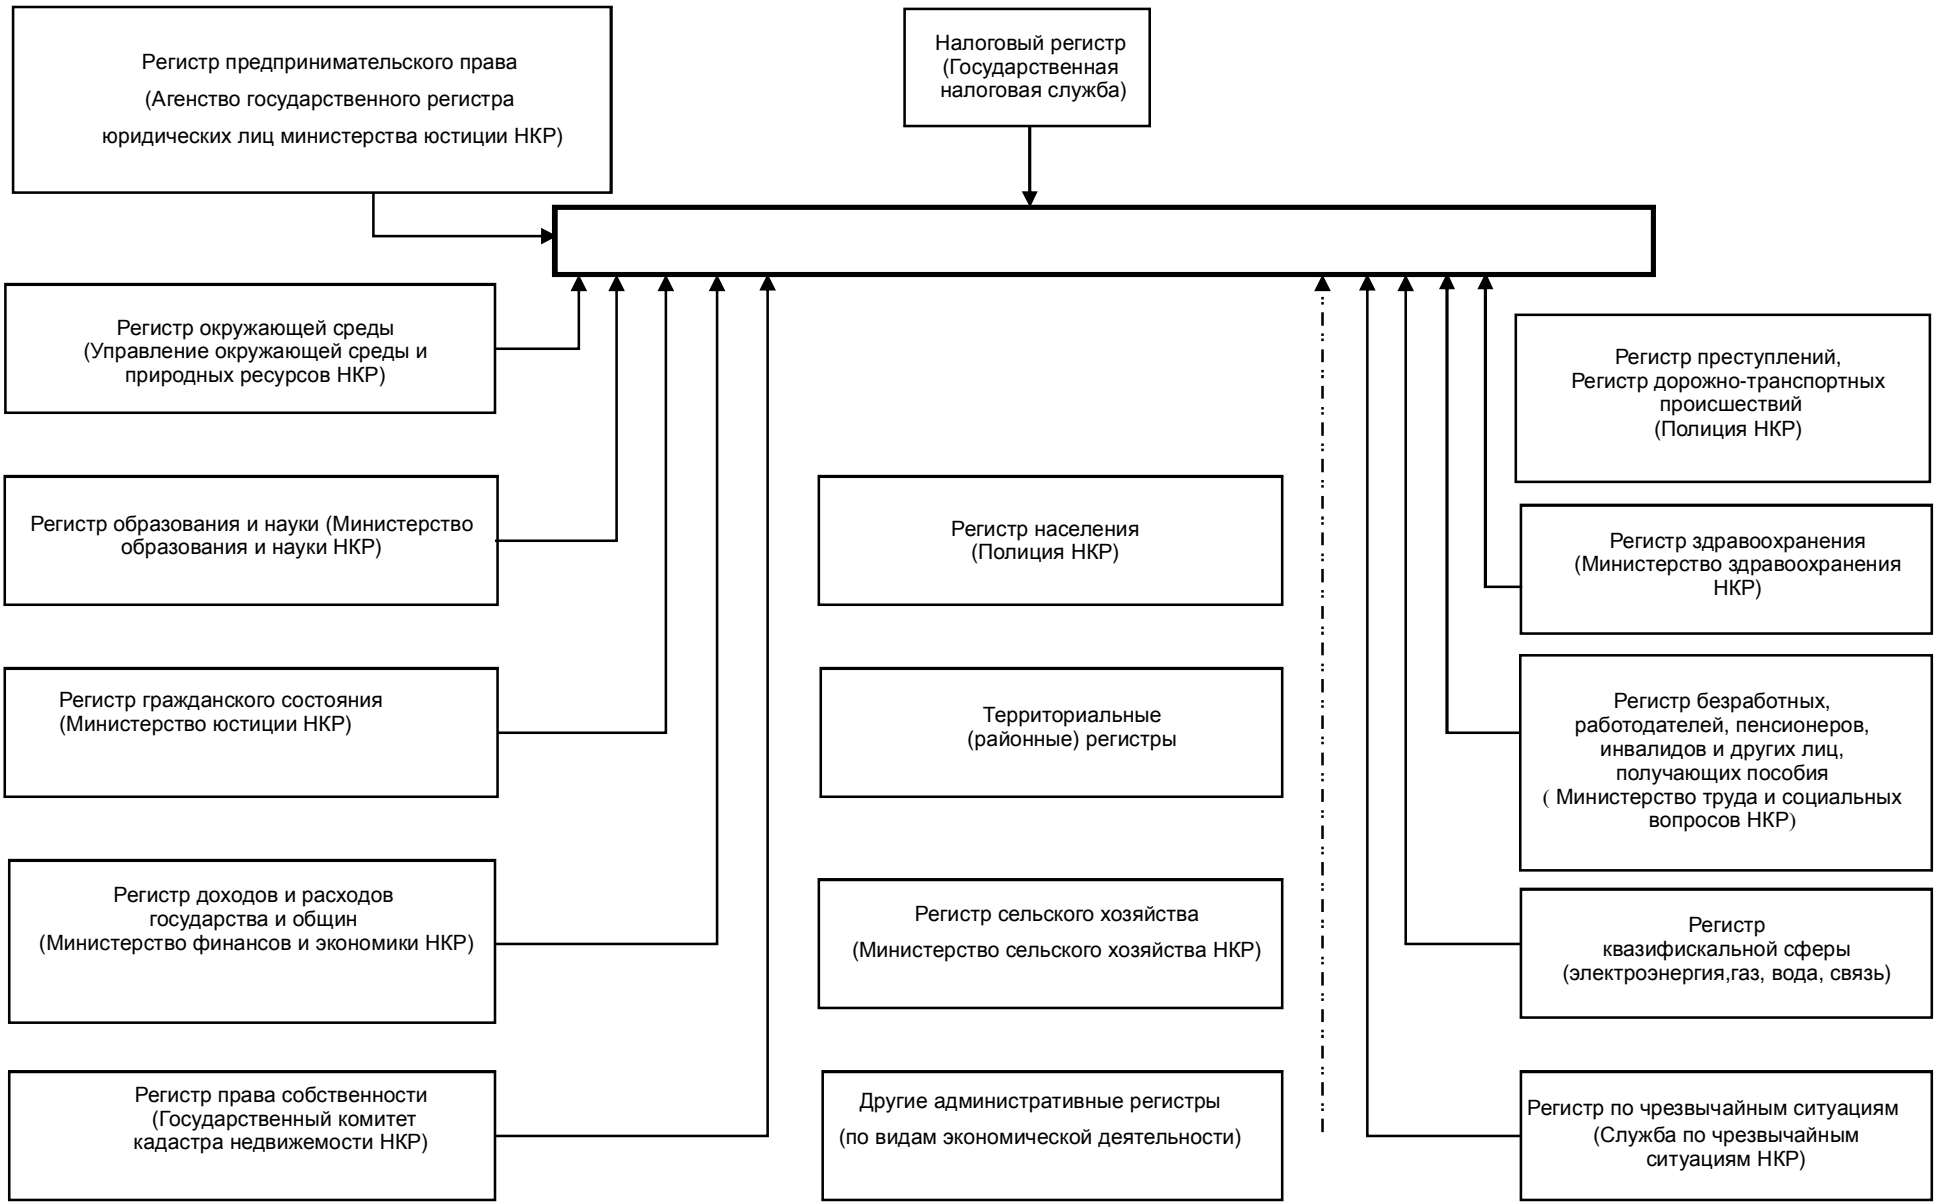 Регистр предпринимательского права
(Агенство государственного регистра
юридических лиц министерства юстиции НКР)
Налоговый регистр
(Государственная
налоговая служба)
Регистр окружающей среды
(Управление окружающей среды и
природных ресурсов НКР)
Регистр образования и науки (Министерство
образования и науки НКР)
Регистр гражданского состояния
(Министерство юстиции НКР)
Регистр доходов и расходов
государства и общин
(Министерство финансов и экономики НКР)
Регистр права собственности
(Государственный комитет
кадастра недвижемости НКР)
Регистр населения
(Полиция НКР)
Территориальные
(районные) регистры
Регистр сельского хозяйства
(Министерство сельского хозяйства НКР)
Другие административные регистры
(по видам экономической деятельности)
Регистр преступлений,
Регистр дорожно-транспортных
происшествий
(Полиция НКР)
Регистр здравоохранения
(Министерство здравоохранения
НКР)
Регистр безработных,
работодателей, пенсионеров,
инвалидов и других лиц,
получающих пособия
( Министерство труда и социальных
вопросов НКР)
Регистр
квазифискальной сферы
(электроэнергия,газ, вода, связь)
Регистр по чрезвычайным ситуациям
(Служба по чрезвычайным
ситуациям НКР)